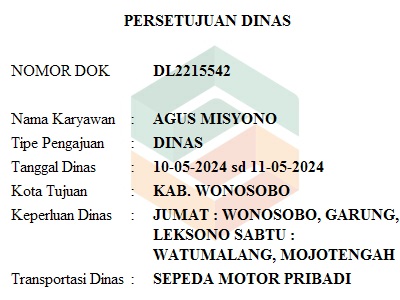 PERSETUJUAN DINAS
NOMOR DOK DL2215542
Nama Karyawan : AGUS MISYONO
Tipe Pengajuan : DINAS
Tanggal Dinas : 10-05-2024 sd 11-05-2024
Kota Tujuan : KAB. WONOSOBO
Keperluan Dinas : JUMAT : WONOSOBO, GARUNG,
LEKSONO SABTU :
WATUMALANG, MOJOTENGAH
Transportasi Dinas : SEPEDA MOTOR PRIBADI